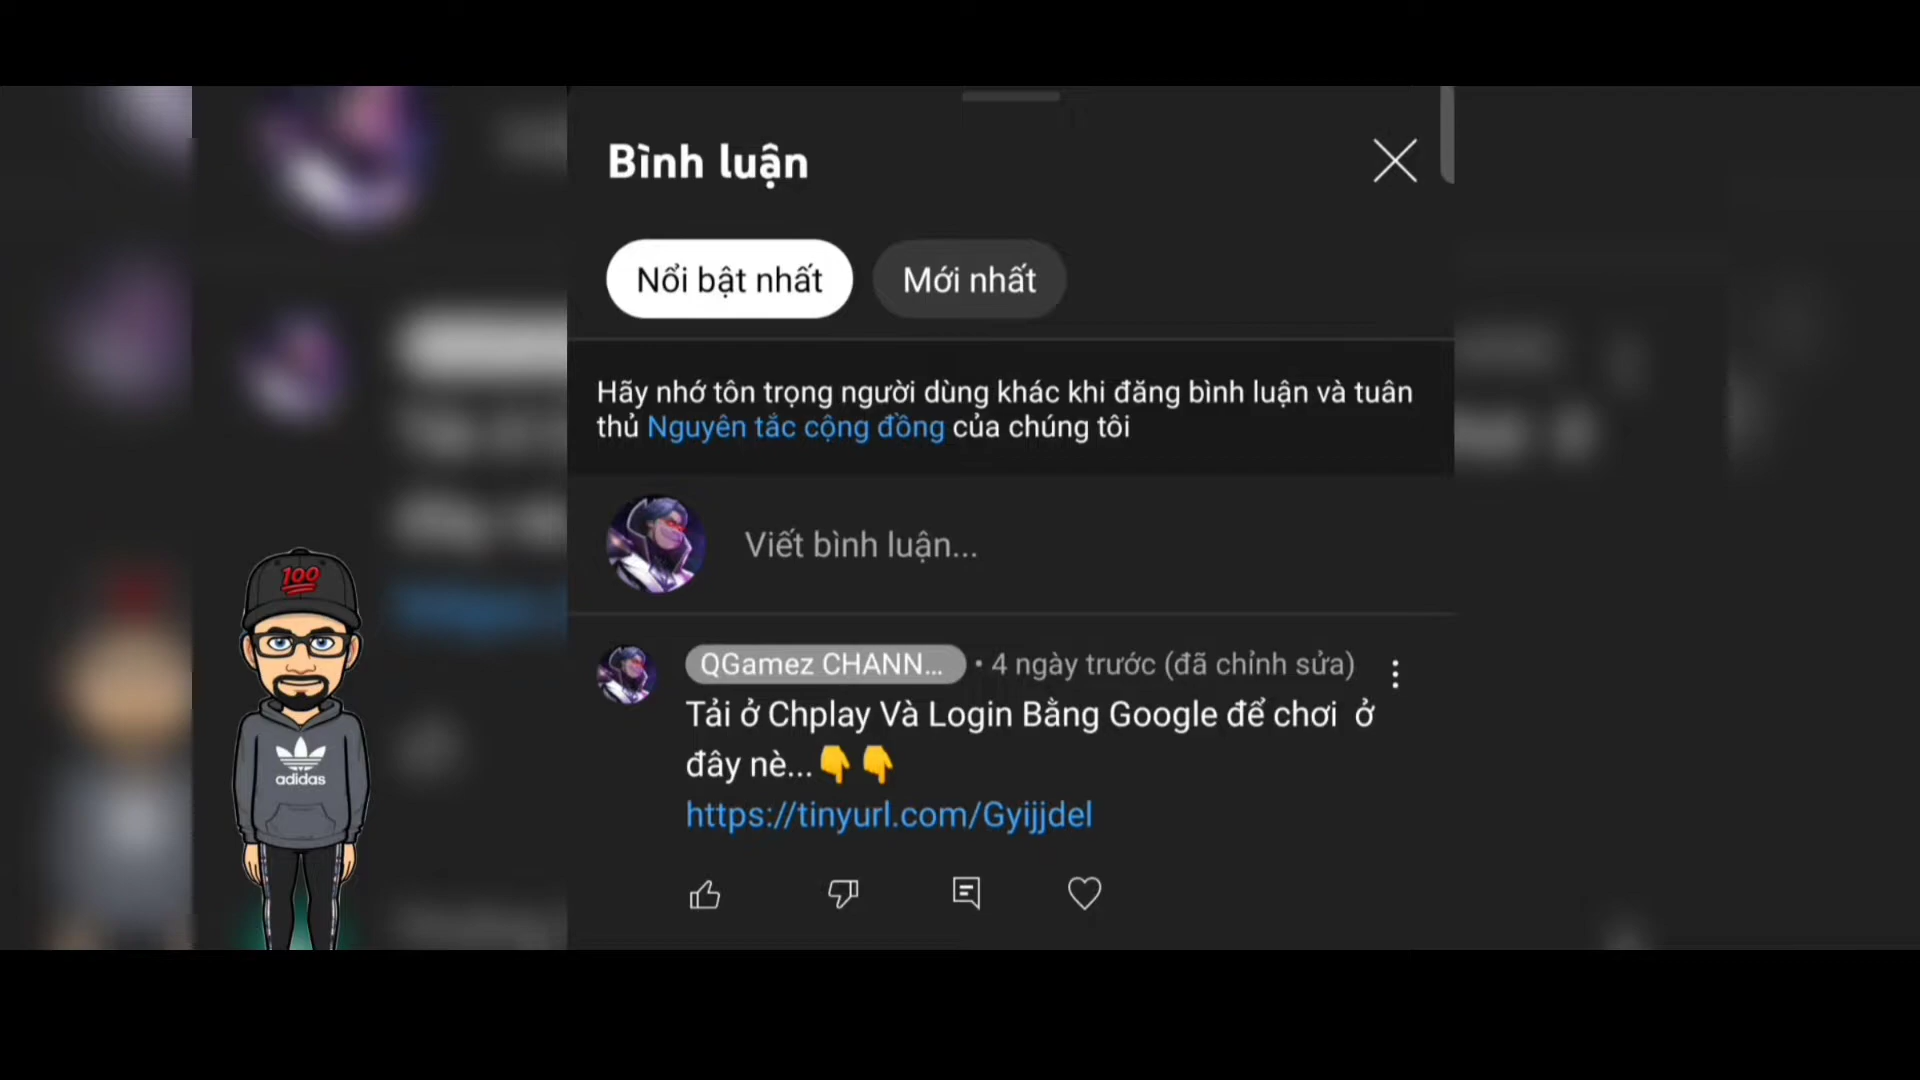 Bình luận
Nổi bật nhất
Mới nhất
Hãy nhớ tôn trọng người dùng khác khi đăng bình luận và tuân
thủ Nguyên tắc cộng đồng của chúng tôi
Viết bình luận...
QGamez CHANN... • 4 ngày trước (đã chỉnh sửa)
Tải ở Chplay Và Login Bằng Google để chơi ở
đây nè...👇👇
https://tinyurl.com/Gyijjdel
100
adidas